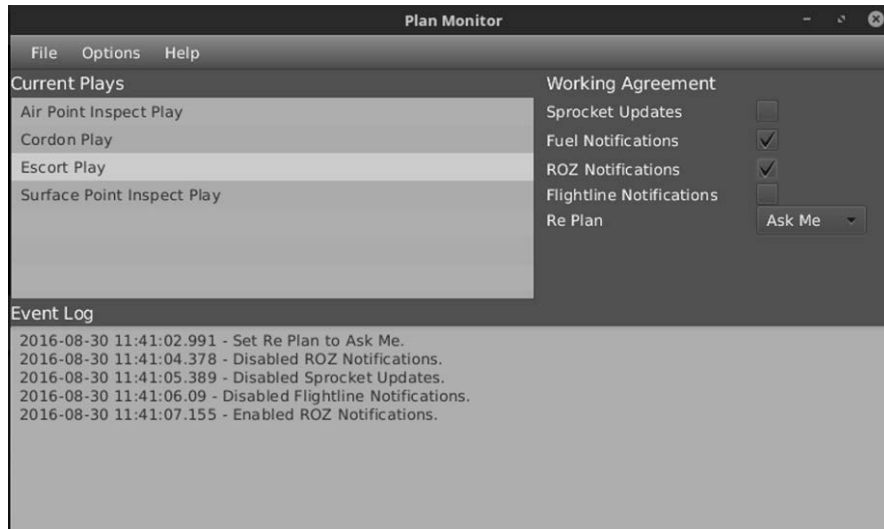 Plan Monitor
File Options Help
Current Plays
Air Point Inspect Play
Cordon Play
Escort Play
Surface Point Inspect Play
Working Agreement
Sprocket Updates
Fuel Notifications
ROZ Notifications
Flightline Notifications
Re Plan Ask Me
Event Log
2016-08-30 11:41:02.991 - Set Re Plan to Ask Me.
2016-08-30 11:41:04.378 - Disabled ROZ Notifications.
2016-08-30 11:41:05.389 - Disabled Sprocket Updates.
2016-08-30 11:41:06.09 - Disabled Flightline Notifications.
2016-08-30 11:41:07.155 - Enabled ROZ Notifications.